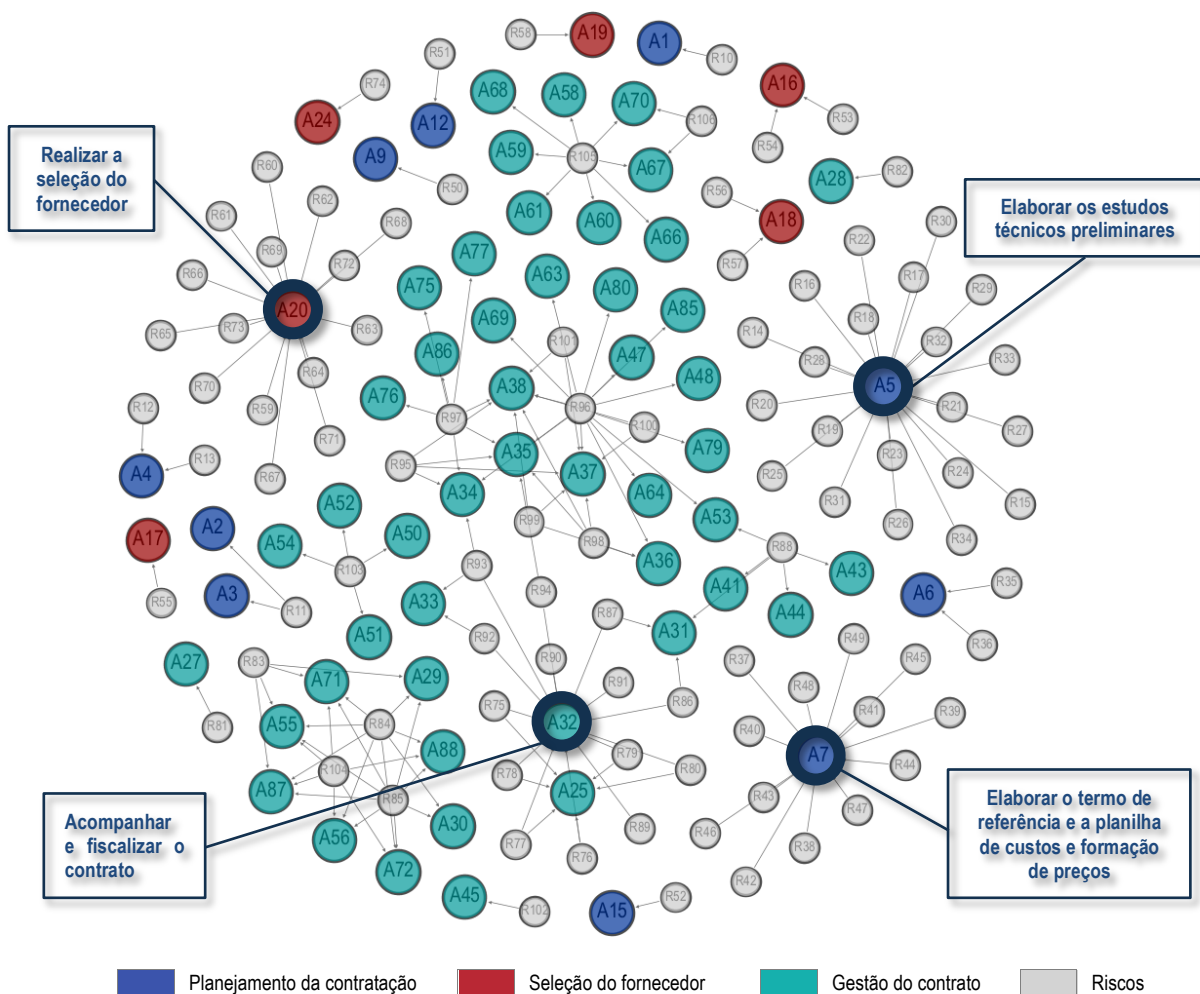 R58
A19
A1
R10
R51
R74
A68
A58
A70
A16
A24
A12
R106
R53
Realizar a
seleção do
fornecedor
R60
A9
A59
R105
A67
R54
A28
R82
R50
R56
Elaborar os estudos
técnicos preliminares
R61
R62
R68
A61
A60
A66
A18
R30
R22
R69
R72
A77
R57
R66
A75
A63
A80
R16
R17
R29
A20
A69
A85
R65
R73
R63
R18
R14
R101
R32
A86
A47
R28
R33
R64
R70
A76
A38
A48
A5
R12
R59
R97
R96
R20
R21
R71
R100
R19
R27
R13
A35
A79
R23
A4
R67
R95
A37
R25
R24
A34
A64
R31
R15
A52
A53
A17
A2
A54
A50
R99
R98
R26
R34
R88
R103
R93
A36
A43
R55
A3
R11
A33
R94
A41
A6
R35
R87
A44
A51
R92
A31
R49
R36
A27
R83
R90
R37
R45
A71
A29
R91
R48
R81
A55
R84
R75
R86
R41
R39
A32
R40
A88
R79
A7
R44
A87
R104
R78
R80
R85
A25
R43
R47
Acompanhar
e fiscalizar o
contrato
Elaborar o termo de
referência e a planilha
de custos e formação
de preços
A56
A30
R77
R89
R46
R38
A72
R76
R42
A45
R102
A15
R52
Planejamento da contratação
Seleção do fornecedor
Gestão do contrato
Riscos